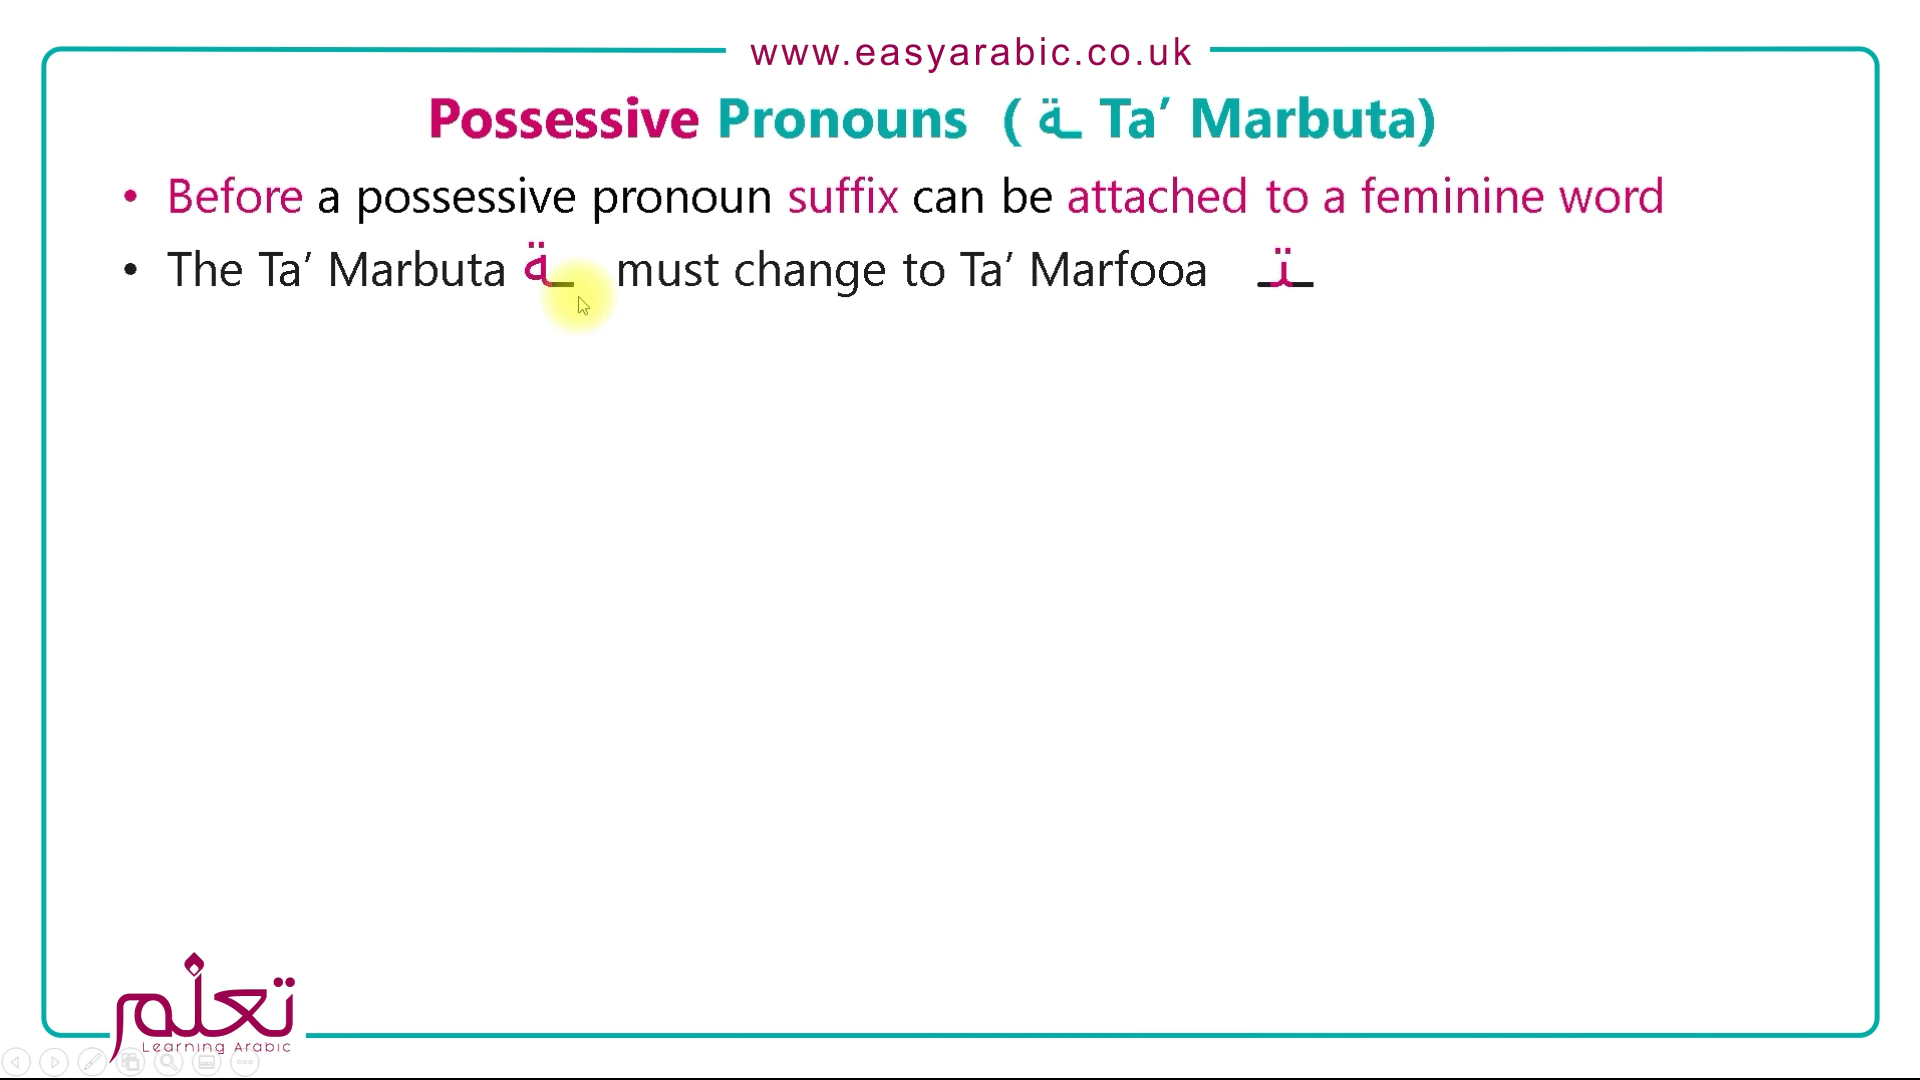 www.easyarabic.co.uk
Possessive Pronouns ( ـة Ta’ Marbuta)
• Before a possessive pronoun suffix can be attached to a feminine word
• The Ta’ Marbuta ـة must change to Ta’ Marfooa ـتـ
تعلم
Learning Arabic